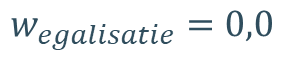 w_egalisatie = 0,0